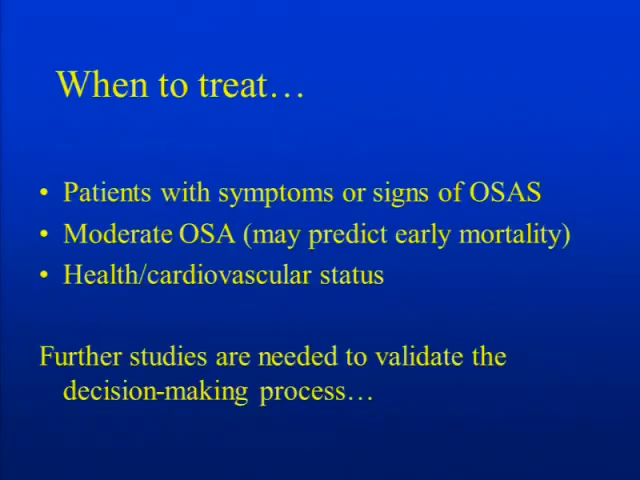 When to treat…
• Patients with symptoms or signs of OSAS
• Moderate OSA (may predict early mortality)
• Health/cardiovascular status
Further studies are needed to validate the
decision-making process…